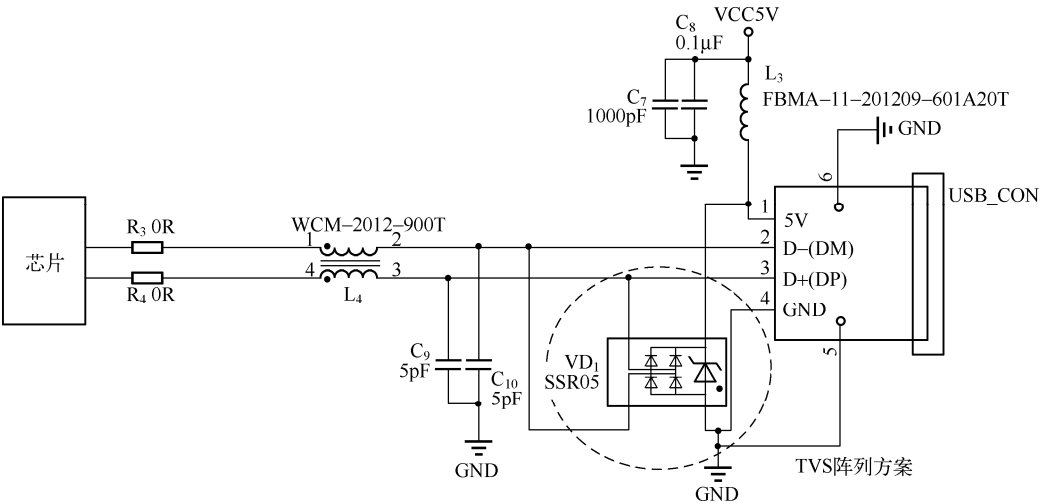 VCC5V
C8
0.1μF
L3
FBMA-11-201209-601A20T
C7
1000pF
GND
6
USB_CON
1
5V
WCM-2012-900T
R3 0R
1
2
2
D-(DM)
芯片
4
3
3
D+(DP)
R4 0R
L4
4
GND
5
C9
5pF
C10
5pF
VD1
SSR05
GND
TVS阵列方案
GND